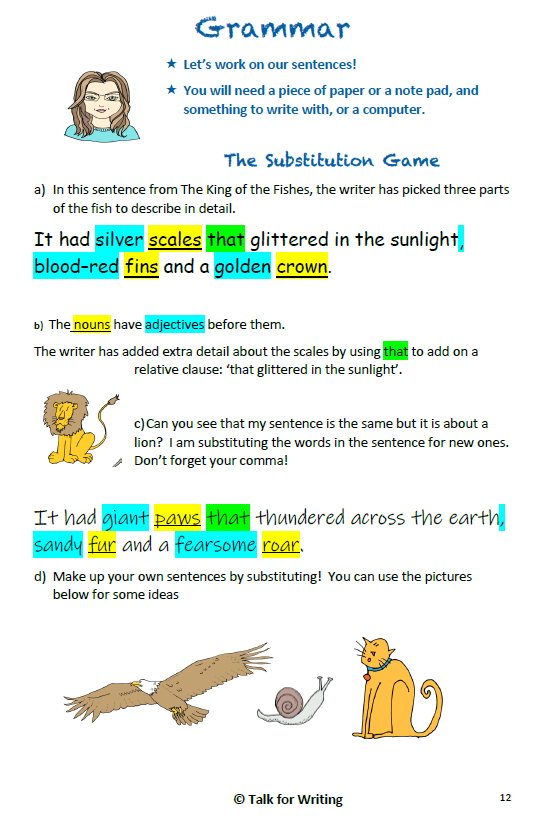 Grammar
★ Let's work on our sentences!
★ You will need a piece of paper or a note pad, and
something to write with, or a computer.
The Substitution Game
a) In this sentence from The King of the Fishes, the writer has picked three parts
of the fish to describe in detail.
It had silver scales that glittered in the sunlight,
blood-red fins and a golden crown.
b) The nouns have adjectives before them.
The writer has added extra detail about the scales by using that to add on a
relative clause: 'that glittered in the sunlight'.
c)Can you see that my sentence is the same but it is about a
lion? I am substituting the words in the sentence for new ones.
Don't forget your comma!
It had giant paws that thundered across the earth,
sandy fur and a fearsome roar.
d) Make up your own sentences by substituting! You can use the pictures
below for some ideas
© Talk for Writing
12